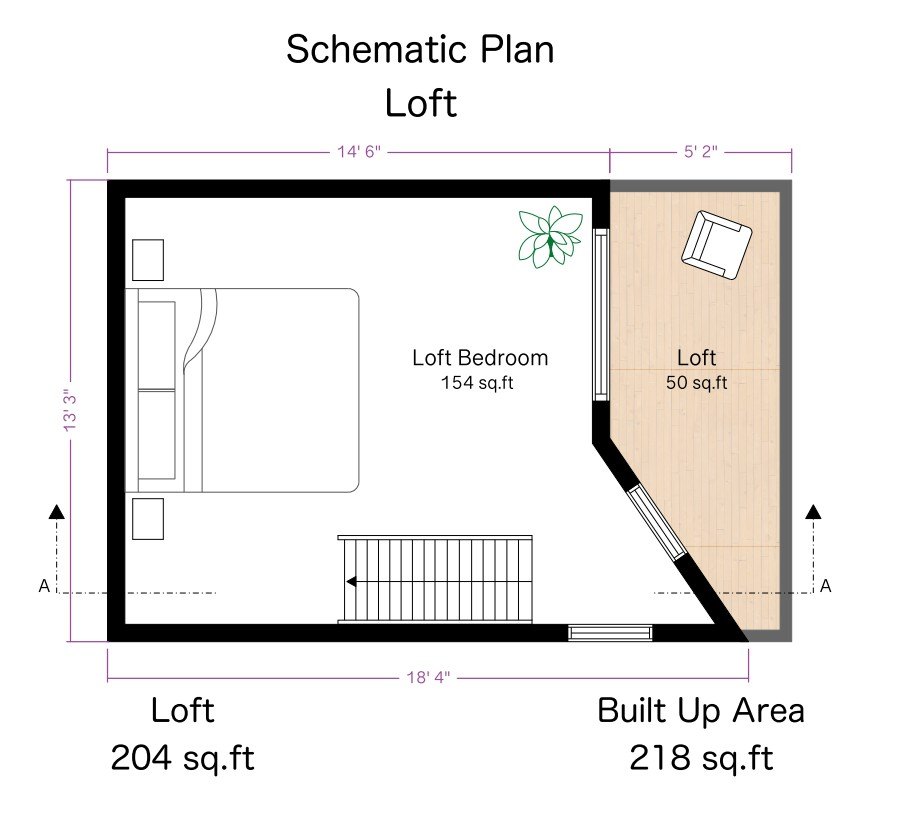 Schematic Plan
Loft
14' 6"
5' 2"
13' 3"
Loft Bedroom
154 sq.ft
Loft
50 sq.ft
A
A
18' 4"
Loft
204 sq.ft
Built Up Area
218 sq.ft